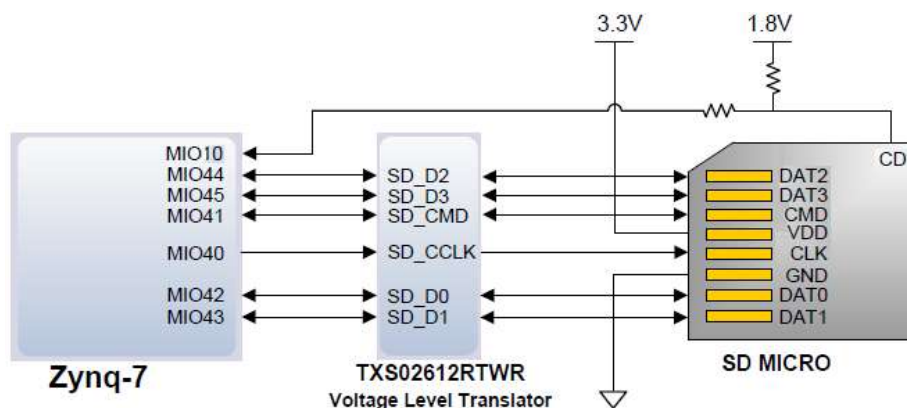 3.3V 1.8V
CD
MIO10
MIO44 SD_D2 DAT2
MIO45 SD_D3 DAT3
MIO41 SD_CMD CMD
VDD
MIO40 SD_CCLK CLK
GND
MIO42 SD_D0 DAT0
MIO43 SD_D1 DAT1
Zynq-7 TXS02612RTWR SD MICRO
Voltage Level Translator